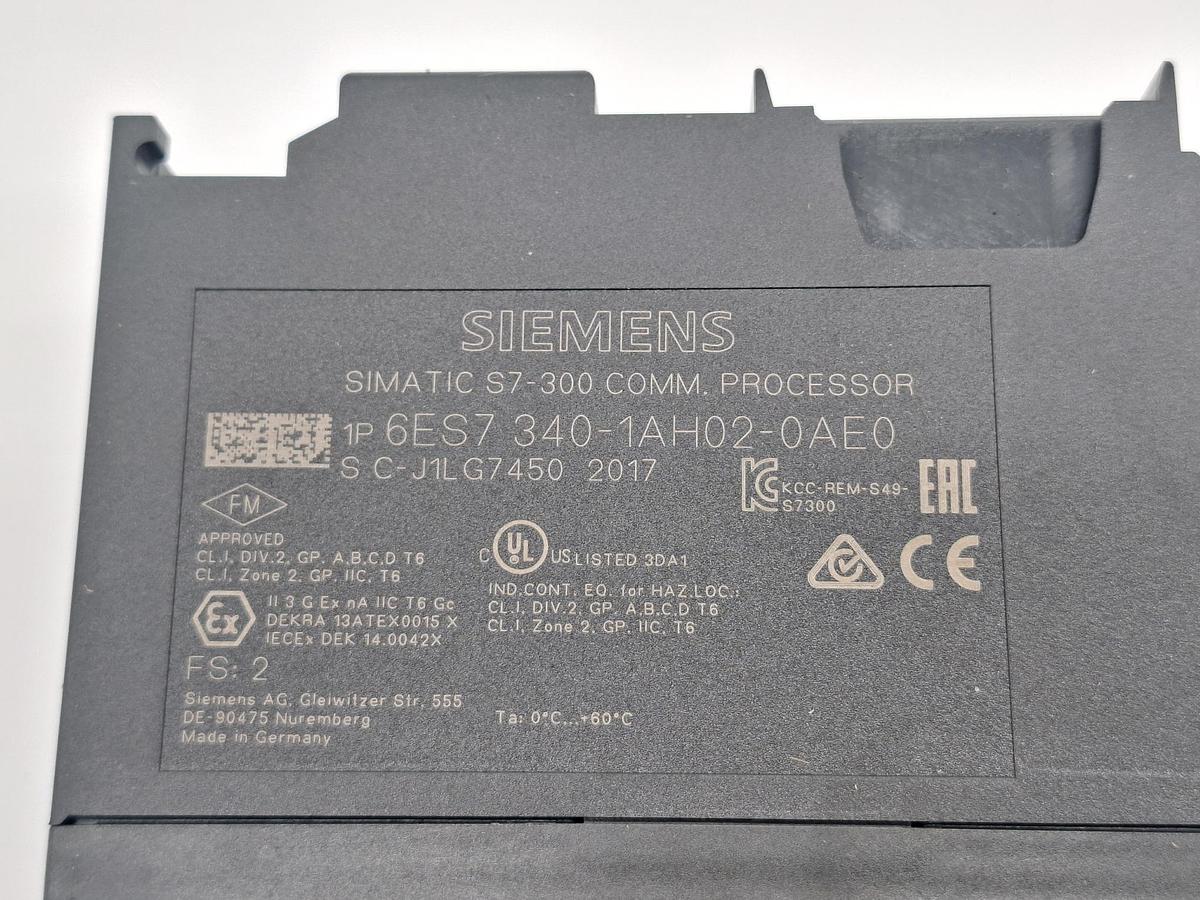 SIEMENS
SIMATIC S7-300 COMM. PROCESSOR
1P 6ES7 340-1AH02-0AE0
S C-J1LG7450 2017
KCC-REM-S49-
S7300
EAC
FM
APPROVED
CL.I, DIV.2, GP. A,B,C,D T6
CL.I, Zone 2, GP. IIC, T6
C UL US LISTED 3DA1
IND.CONT. EQ. for HAZ.LOC.:
CL.I, DIV.2, GP. A,B,C,D T6
CL.I, Zone 2, GP. IIC, T6
CE
Ex
II 3 G Ex nA IIC T6 Gc
DEKRA 13ATEX0015 X
IECEx DEK 14.0042X
FS: 2
Siemens AG, Gleiwitzer Str. 555
DE-90475 Nuremberg
Made in Germany
Ta: 0°C...+60°C